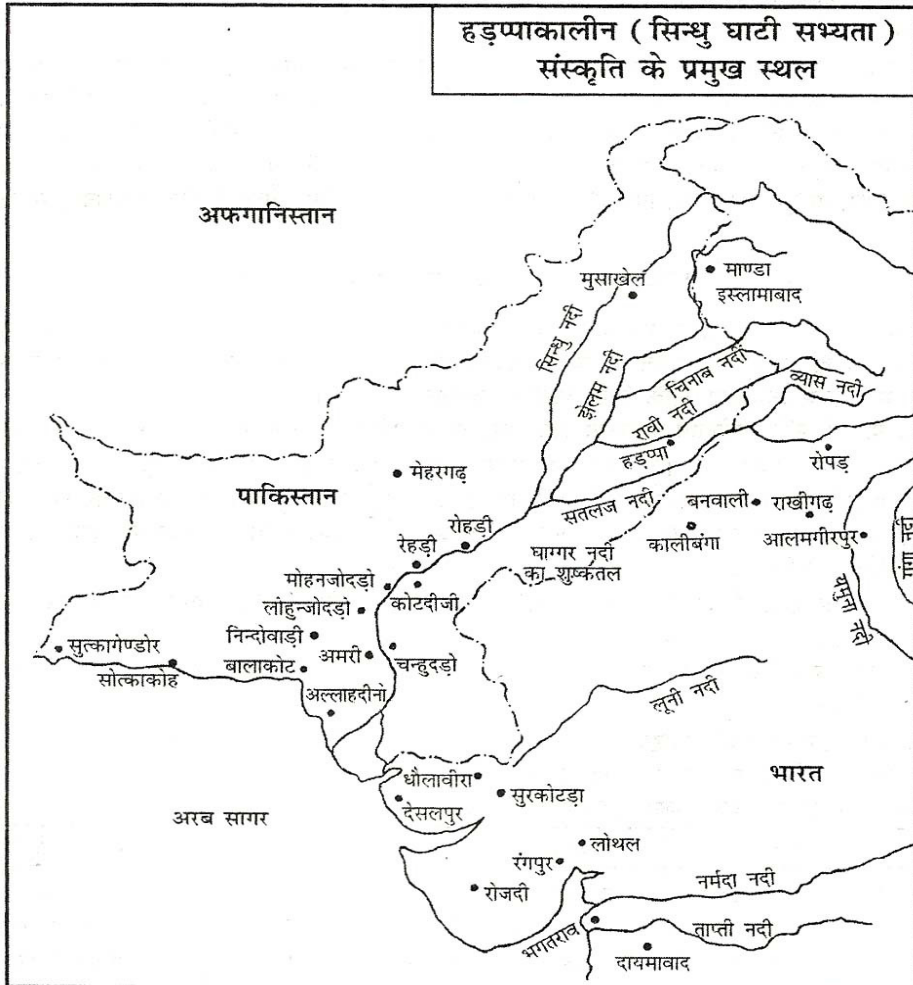 हड़प्पाकालीन ( सिन्धु घाटी सभ्यता )
संस्कृति के प्रमुख स्थल
अफगानिस्तान
माण्डा
मुसाखेल
इस्लामाबाद
सिन्धु नदी
झेलम नदी
चिनाब नदी
व्यास नदी
रावी नदी
हड़प्पा
रोपड़
मेहरगढ़
पाकिस्तान
सतलज नदी
बनवाली
राखीगढ़
गंगा नदी
रोहड़ी
रेहड़ी
घाग्गर नदी
का शुष्कतल
कालीबंगा
आलमगीरपुर
मोहनजोदड़ो
कोटदीजी
लोहुन्जोदड़ो
यमुना नदी
निन्दोवाड़ी
सुत्कागेण्डोर
अमरी
चन्हुदड़ो
बालाकोट
सोत्काकोह
अल्लाहदीनो
लूनी नदी
धौलावीरा
भारत
सुरकोटड़ा
देसलपुर
अरब सागर
लोथल
रंगपुर
रोजदी
नर्मदा नदी
भगतराव
ताप्ती नदी
दायमावाद